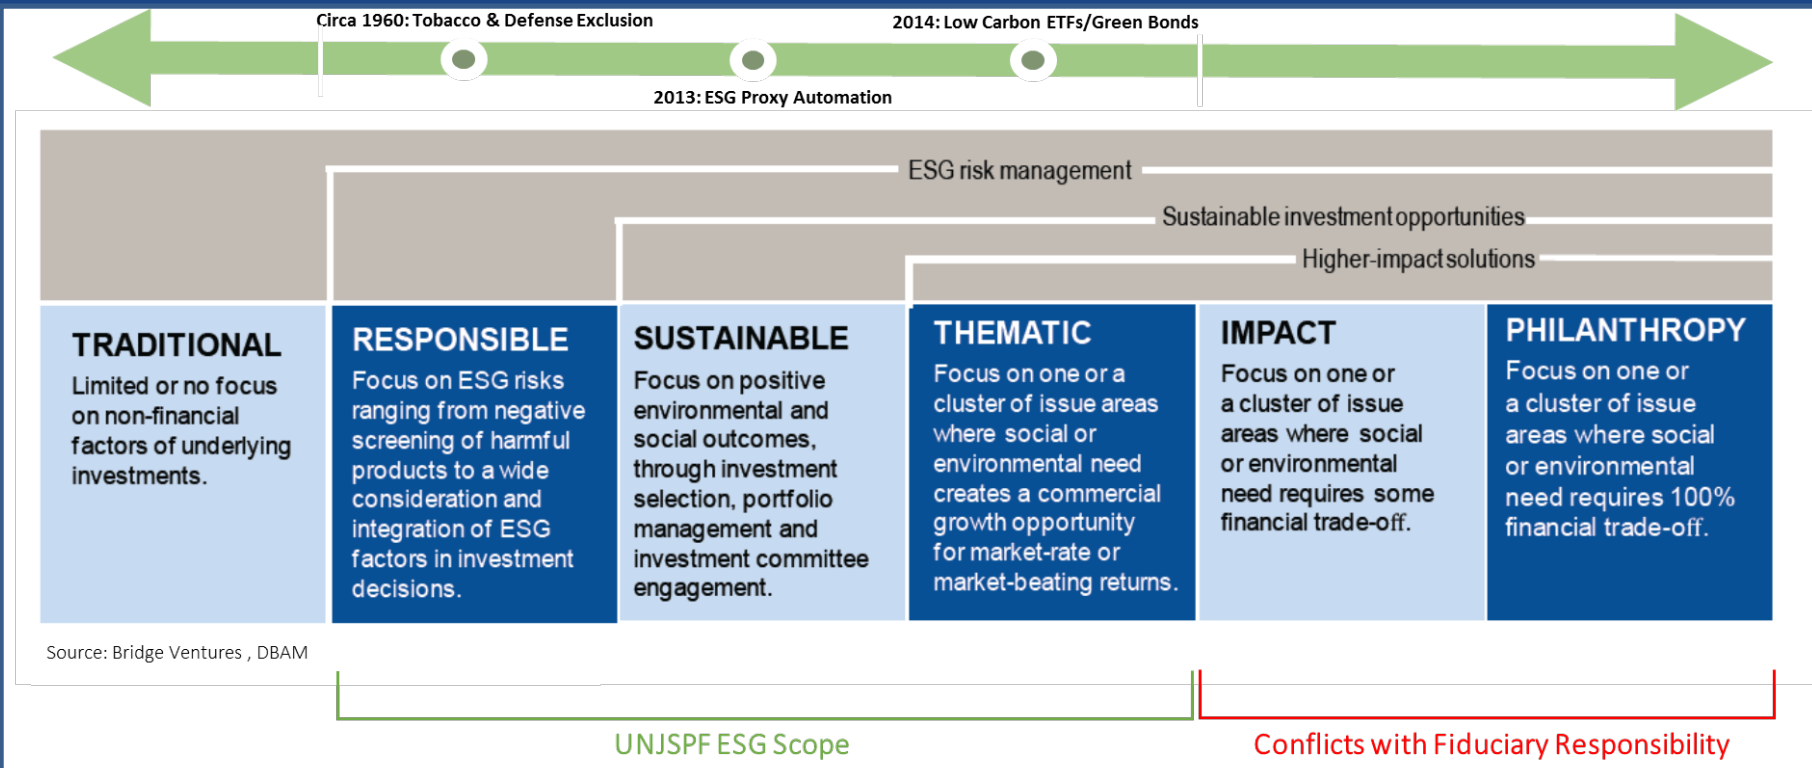 Circa 1960: Tobacco & Defense Exclusion
2014: Low Carbon ETFs/Green Bonds
2013: ESG Proxy Automation
ESG risk management
Sustainable investment opportunities
Higher-impact solutions
TRADITIONAL
Limited or no focus
on non-financial
factors of underlying
investments.
RESPONSIBLE
Focus on ESG risks
ranging from negative
screening of harmful
products to a wide
consideration and
integration of ESG
factors in investment
decisions.
SUSTAINABLE
Focus on positive
environmental and
social outcomes,
through investment
selection, portfolio
management and
investment committee
engagement.
THEMATIC
Focus on one or a
cluster of issue areas
where social or
environmental need
creates a commercial
growth opportunity
for market-rate or
market-beating returns.
IMPACT
Focus on one or
a cluster of issue
areas where social
or environmental
need requires some
financial trade-off.
PHILANTHROPY
Focus on one or
a cluster of issue
areas where social
or environmental
need requires 100%
financial trade-off.
Source: Bridge Ventures , DBAM
UNJSPF ESG Scope
Conflicts with Fiduciary Responsibility